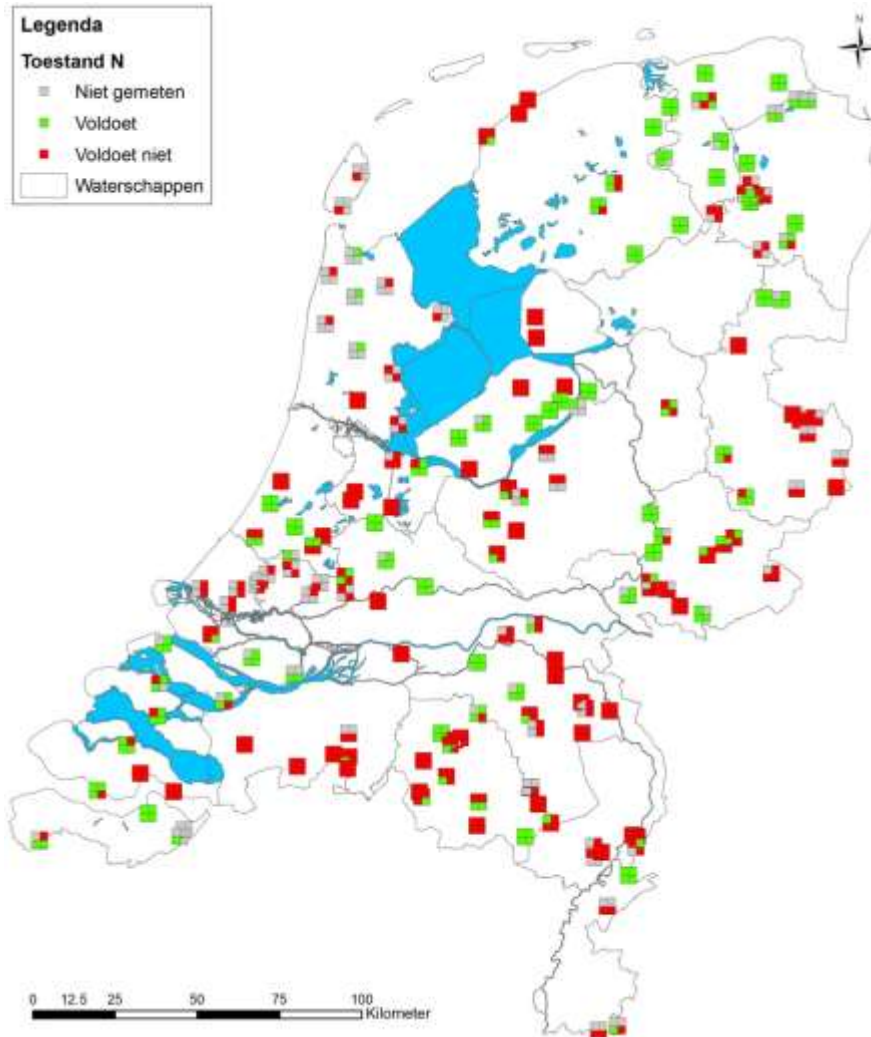 Legenda
Toestand N
Niet gemeten
Voldoet
Voldoet niet
Waterschappen
N
0 12.5 25 50 75 100
Kilometer